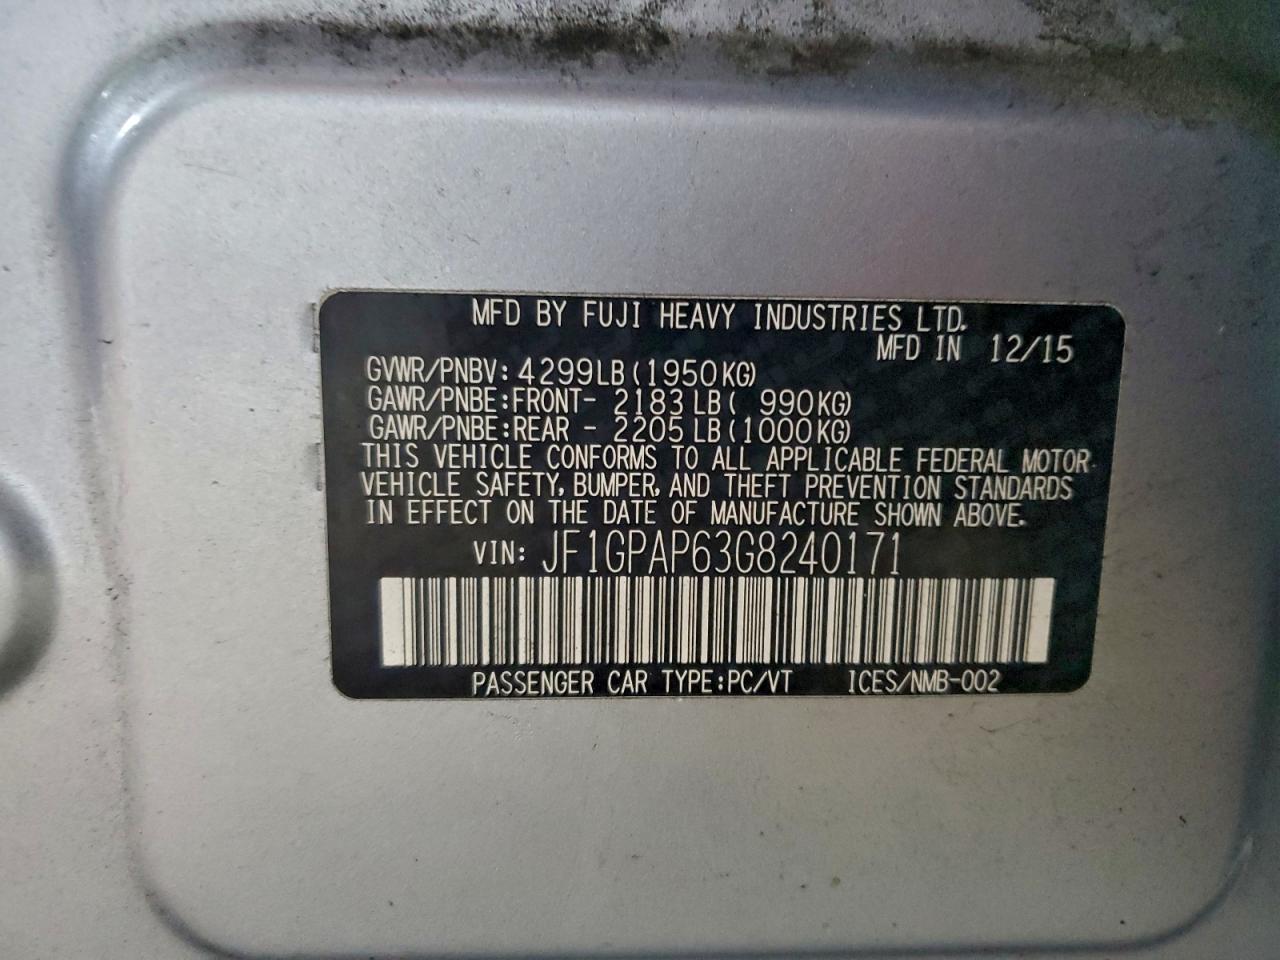 MFD BY FUJI HEAVY INDUSTRIES LTD.
MFD IN 12/15
GVWR/PNBV: 4299LB (1950KG)
GAWR/PNBE:FRONT- 2183 LB ( 990KG)
GAWR/PNBE:REAR - 2205 LB (1000KG)
THIS VEHICLE CONFORMS TO ALL APPLICABLE FEDERAL MOTOR
VEHICLE SAFETY, BUMPER, AND THEFT PREVENTION STANDARDS
IN EFFECT ON THE DATE OF MANUFACTURE SHOWN ABOVE.
VIN: JF1GPAP63G8240171
PASSENGER CAR TYPE:PC/VT ICES/NMB-002